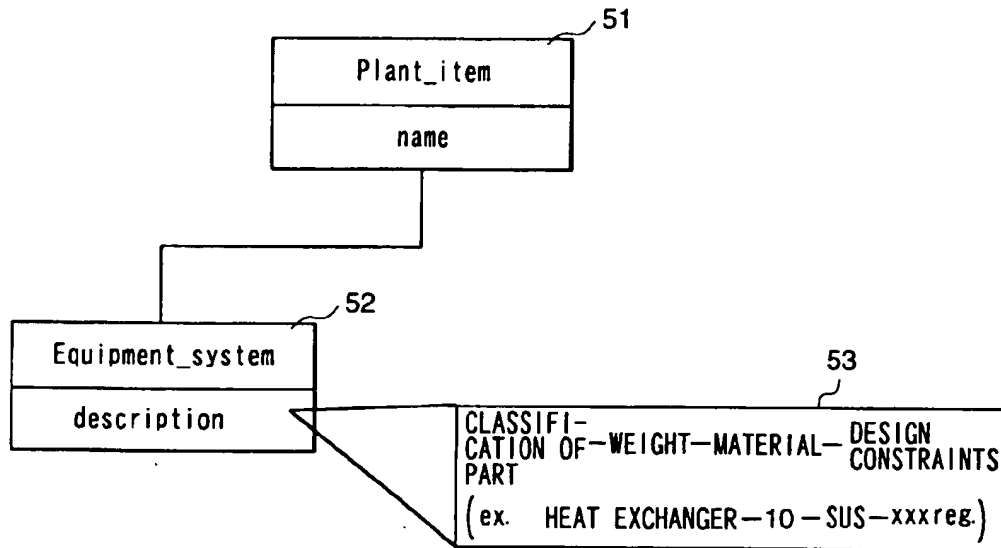 51
Plant_item
name
52
Equipment_system
description
53
CLASSIFI-
CATION OF-WEIGHT-MATERIAL-DESIGN
PART CONSTRAINTS
(ex. HEAT EXCHANGER-10-SUS-xxxreg.)